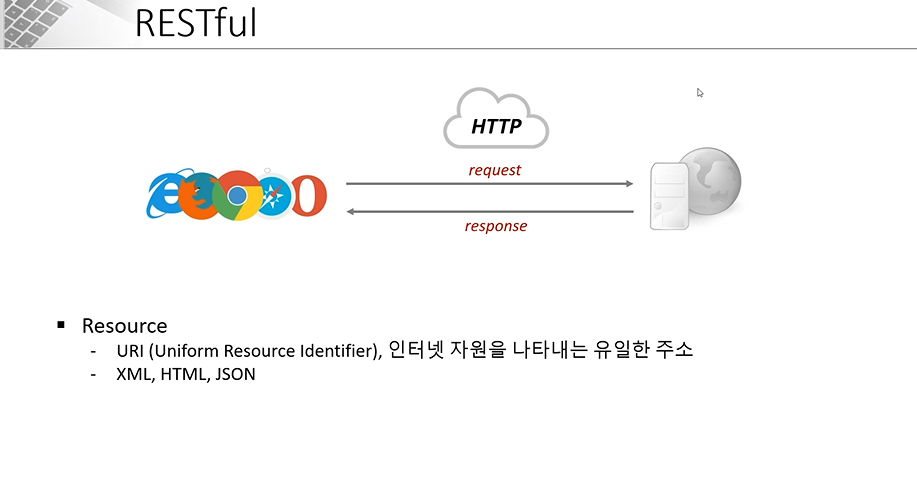 RESTful
HTTP
request
response
Resource
- URI (Uniform Resource Identifier), 인터넷 자원을 나타내는 유일한 주소
- XML, HTML, JSON